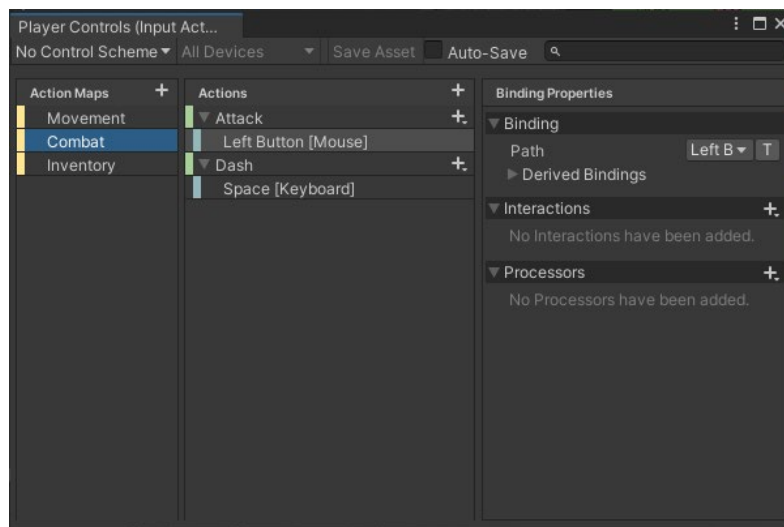 Player Controls (Input Act...
No Control Scheme All Devices Save Asset Auto-Save
Action Maps
Movement
Combat
Inventory
Actions
Attack
Left Button [Mouse]
Dash
Space [Keyboard]
Binding Properties
Binding
Path Left B T
Derived Bindings
Interactions
No Interactions have been added.
Processors
No Processors have been added.